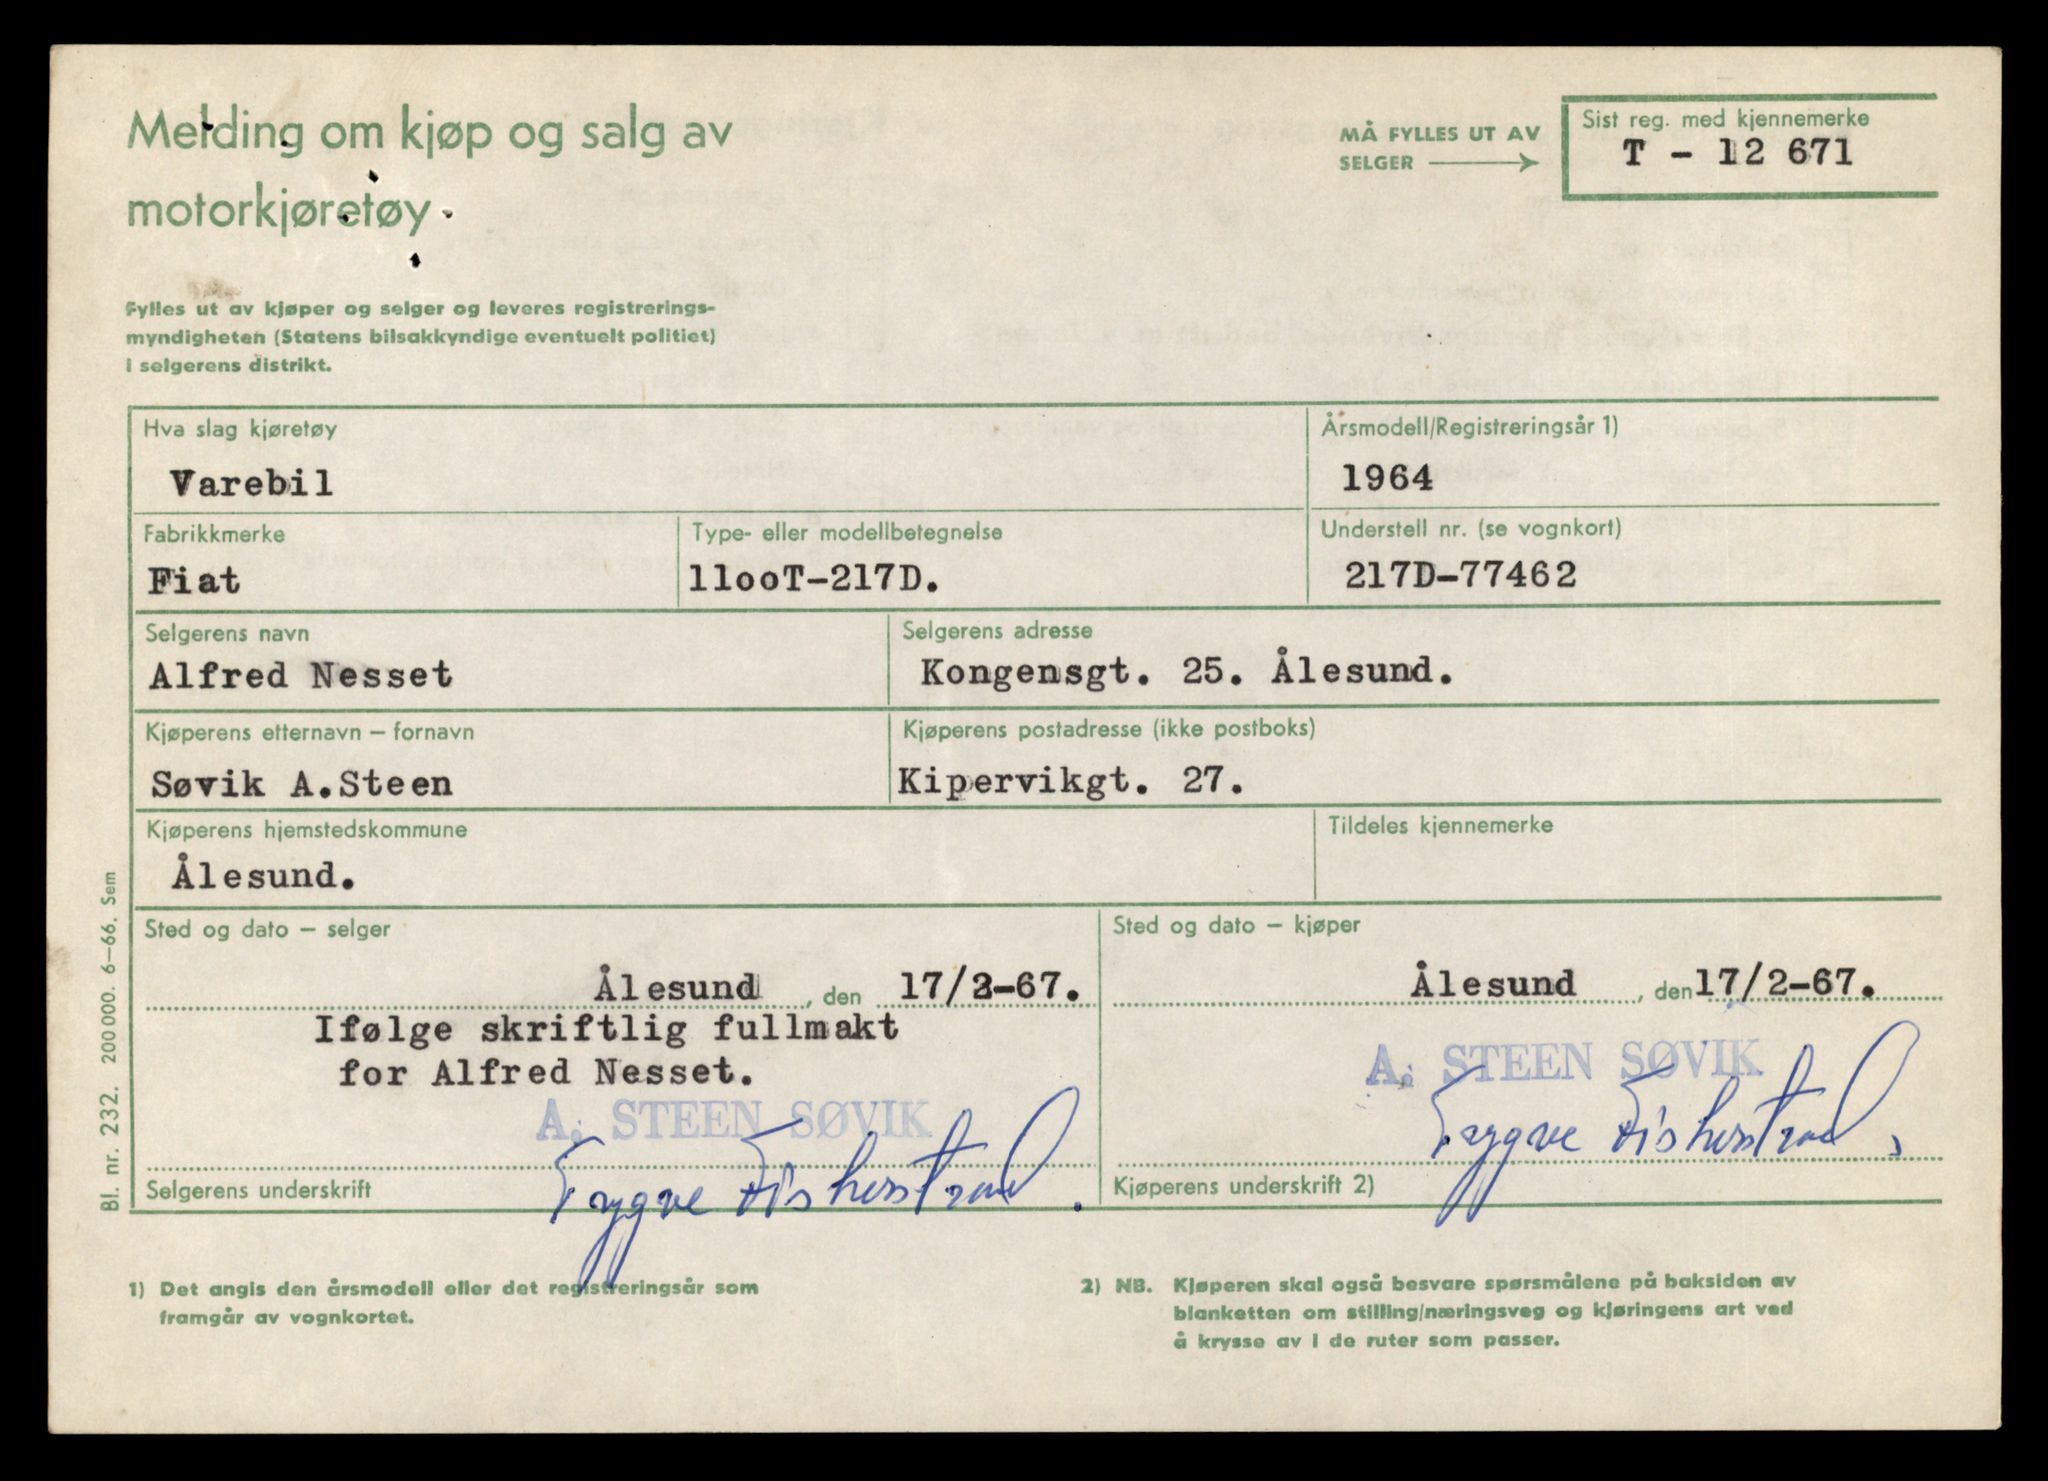 Melding om kjøp og salg av
motorkjøretøy
MÅ FYLLES UT AV
SELGER
Sist reg. med kjennemerke
T - 12 671
Fylles ut av kjøper og selger og leveres registrerings-
myndigheten (Statens bilsakkyndige eventuelt politiet)
i selgerens distrikt.
Hva slag kjøretøy
Årsmodell/Registreringsår 1)
Varebil
1964
Fabrikkmerke
Type- eller modellbetegnelse
Understell nr. (se vognkort)
Fiat
11ooT-217D.
217D-77462
Selgerens navn
Selgerens adresse
Alfred Nesset
Kongensgt. 25. Ålesund.
Kjøperens etternavn – fornavn
Kjøperens postadresse (ikke postboks)
Søvik A.Steen
Kipervikgt. 27.
Kjøperens hjemstedskommune
Tildeles kjennemerke
Ålesund.
Sted og dato – selger
Sted og dato – kjøper
Ålesund, den 17/2-67.
Ålesund, den 17/2-67.
Ifølge skriftlig fullmakt
for Alfred Nesset.
A. STEEN SØVIK
A. STEEN SØVIK
Trygve Fisherstrand.
Trygve Fisherstrand.
Selgerens underskrift
Kjøperens underskrift 2)
1) Det angis den årsmodell eller det registreringsår som
framgår av vognkortet.
2) NB. Kjøperen skal også besvare spørsmålene på baksiden av
blanketten om stilling/næringsveg og kjøringens art ved
å krysse av i de ruter som passer.
Bl. nr. 232. 200 000. 6–66. Sem